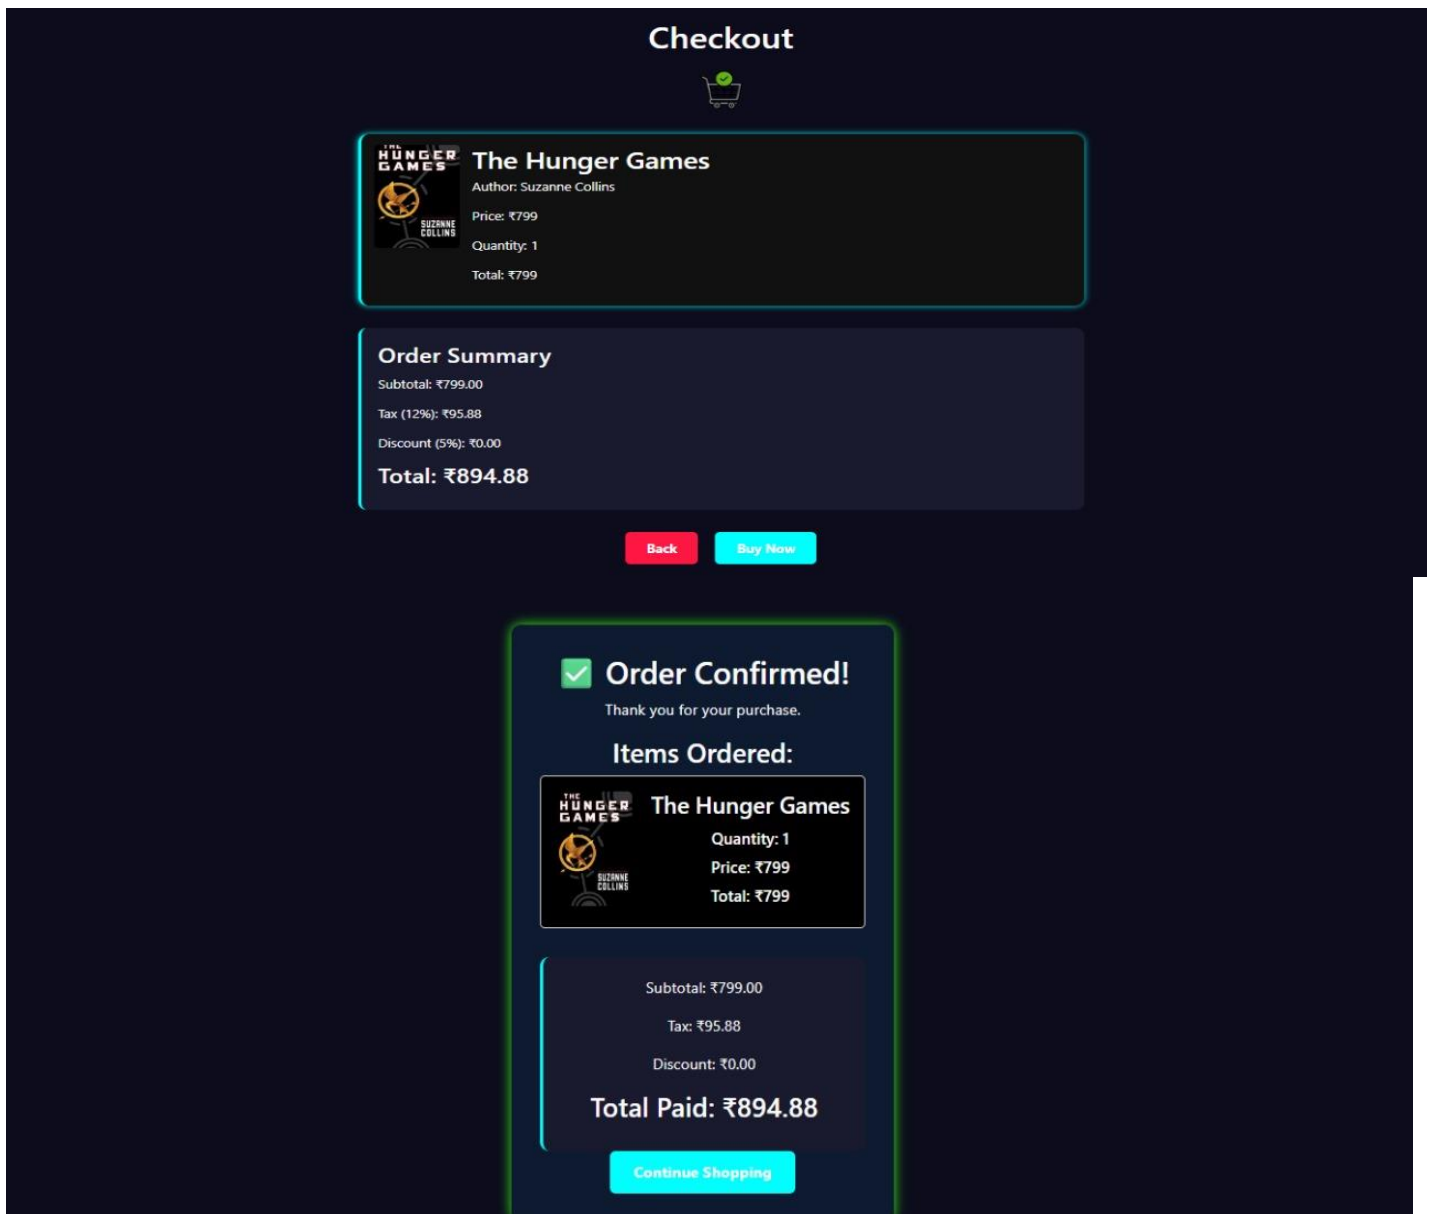 Checkout
THE
HUNGER
GAMES
SUZANNE
COLLINS
The Hunger Games
Author: Suzanne Collins
Price: ₹799
Quantity: 1
Total: ₹799
Order Summary
Subtotal: ₹799.00
Tax (12%): ₹95.88
Discount (5%): ₹0.00
Total: ₹894.88
Back
Buy Now
Order Confirmed!
Thank you for your purchase.
Items Ordered:
THE
HUNGER
GAMES
SUZANNE
COLLINS
The Hunger Games
Quantity: 1
Price: ₹799
Total: ₹799
Subtotal: ₹799.00
Tax: ₹95.88
Discount: ₹0.00
Total Paid: ₹894.88
Continue Shopping